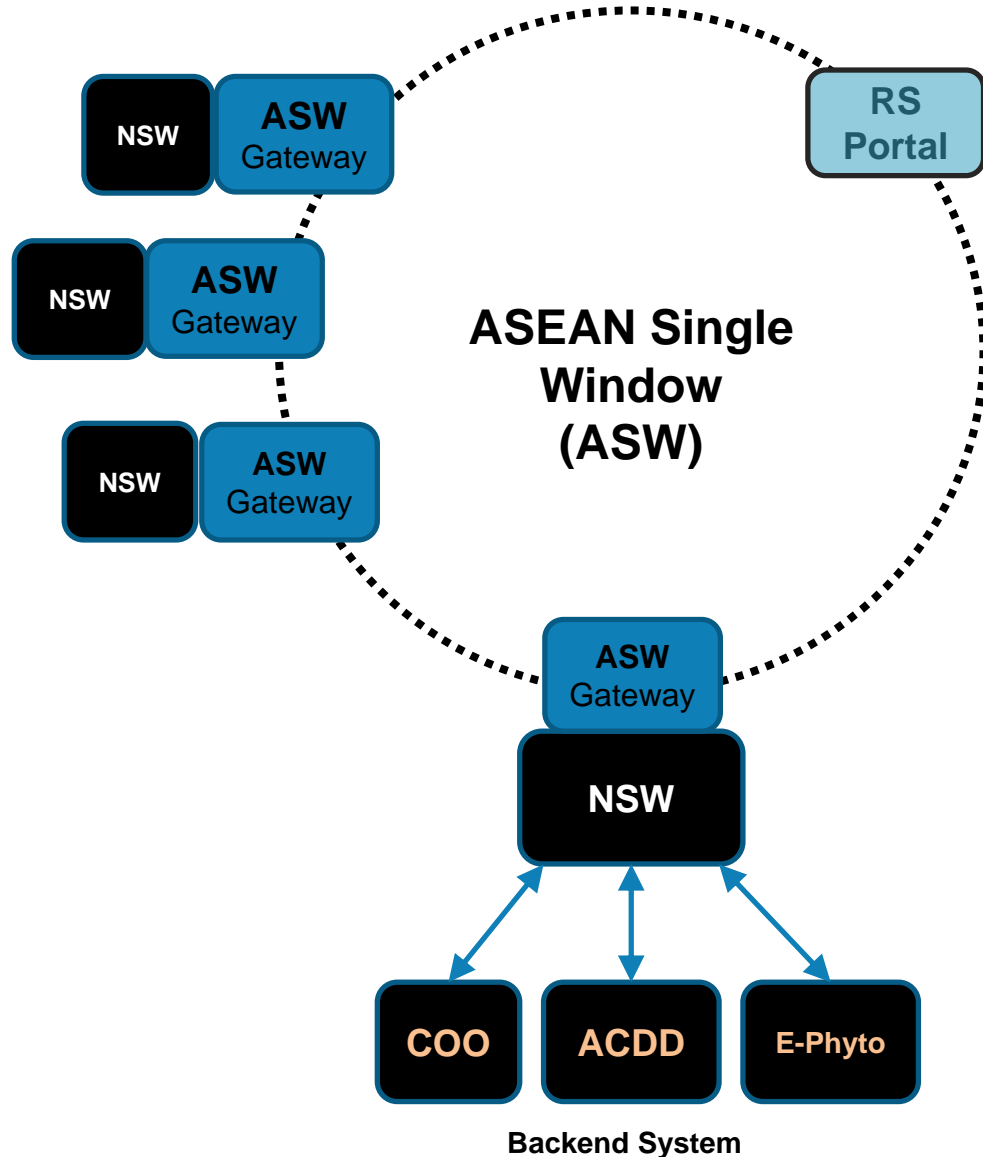 NSW
ASW
Gateway
RS
Portal
NSW
ASW
Gateway
ASEAN Single
Window
(ASW)
NSW
ASW
Gateway
ASW
Gateway
NSW
COO
ACDD
E-Phyto
Backend System